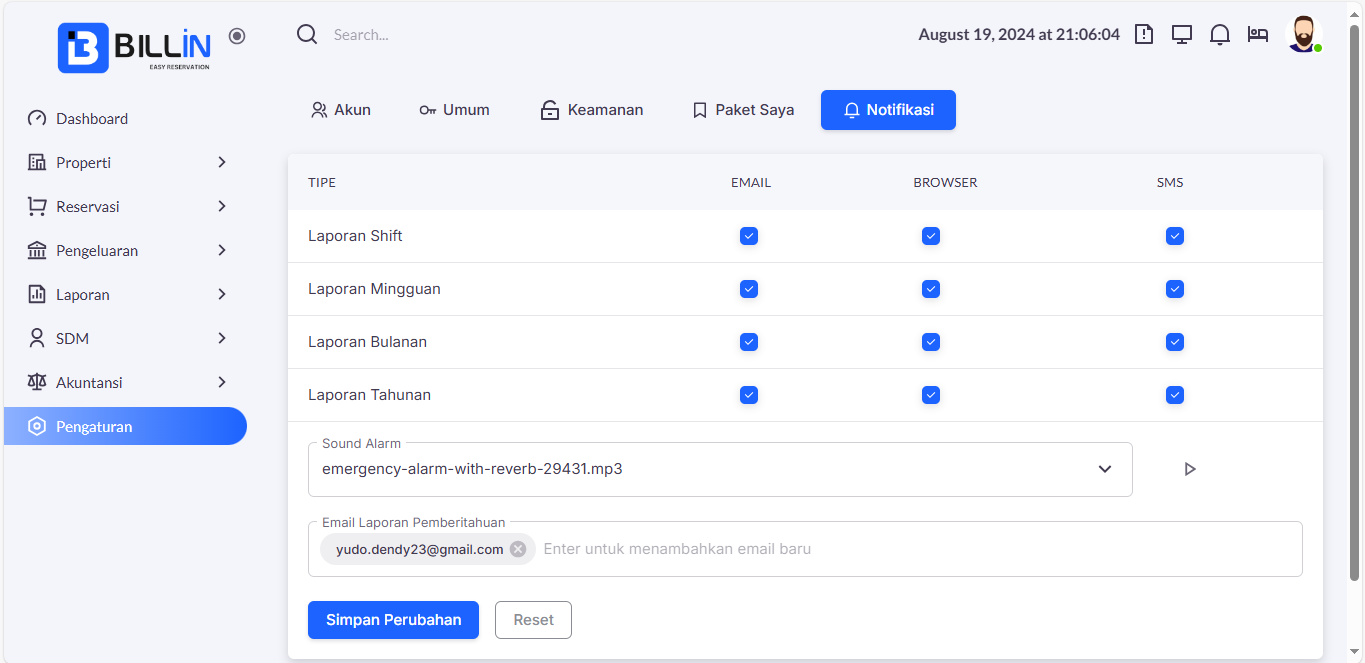 BILLiN
EASY RESERVATION
Search...
August 19, 2024 at 21:06:04
Dashboard
Properti
Reservasi
Pengeluaran
Laporan
SDM
Akuntansi
Pengaturan
Akun Umum Keamanan Paket Saya Notifikasi
TIPE EMAIL BROWSER SMS
Laporan Shift
Laporan Mingguan
Laporan Bulanan
Laporan Tahunan
Sound Alarm
emergency-alarm-with-reverb-29431.mp3
Email Laporan Pemberitahuan
yudo.dendy23@gmail.com Enter untuk menambahkan email baru
Simpan Perubahan Reset